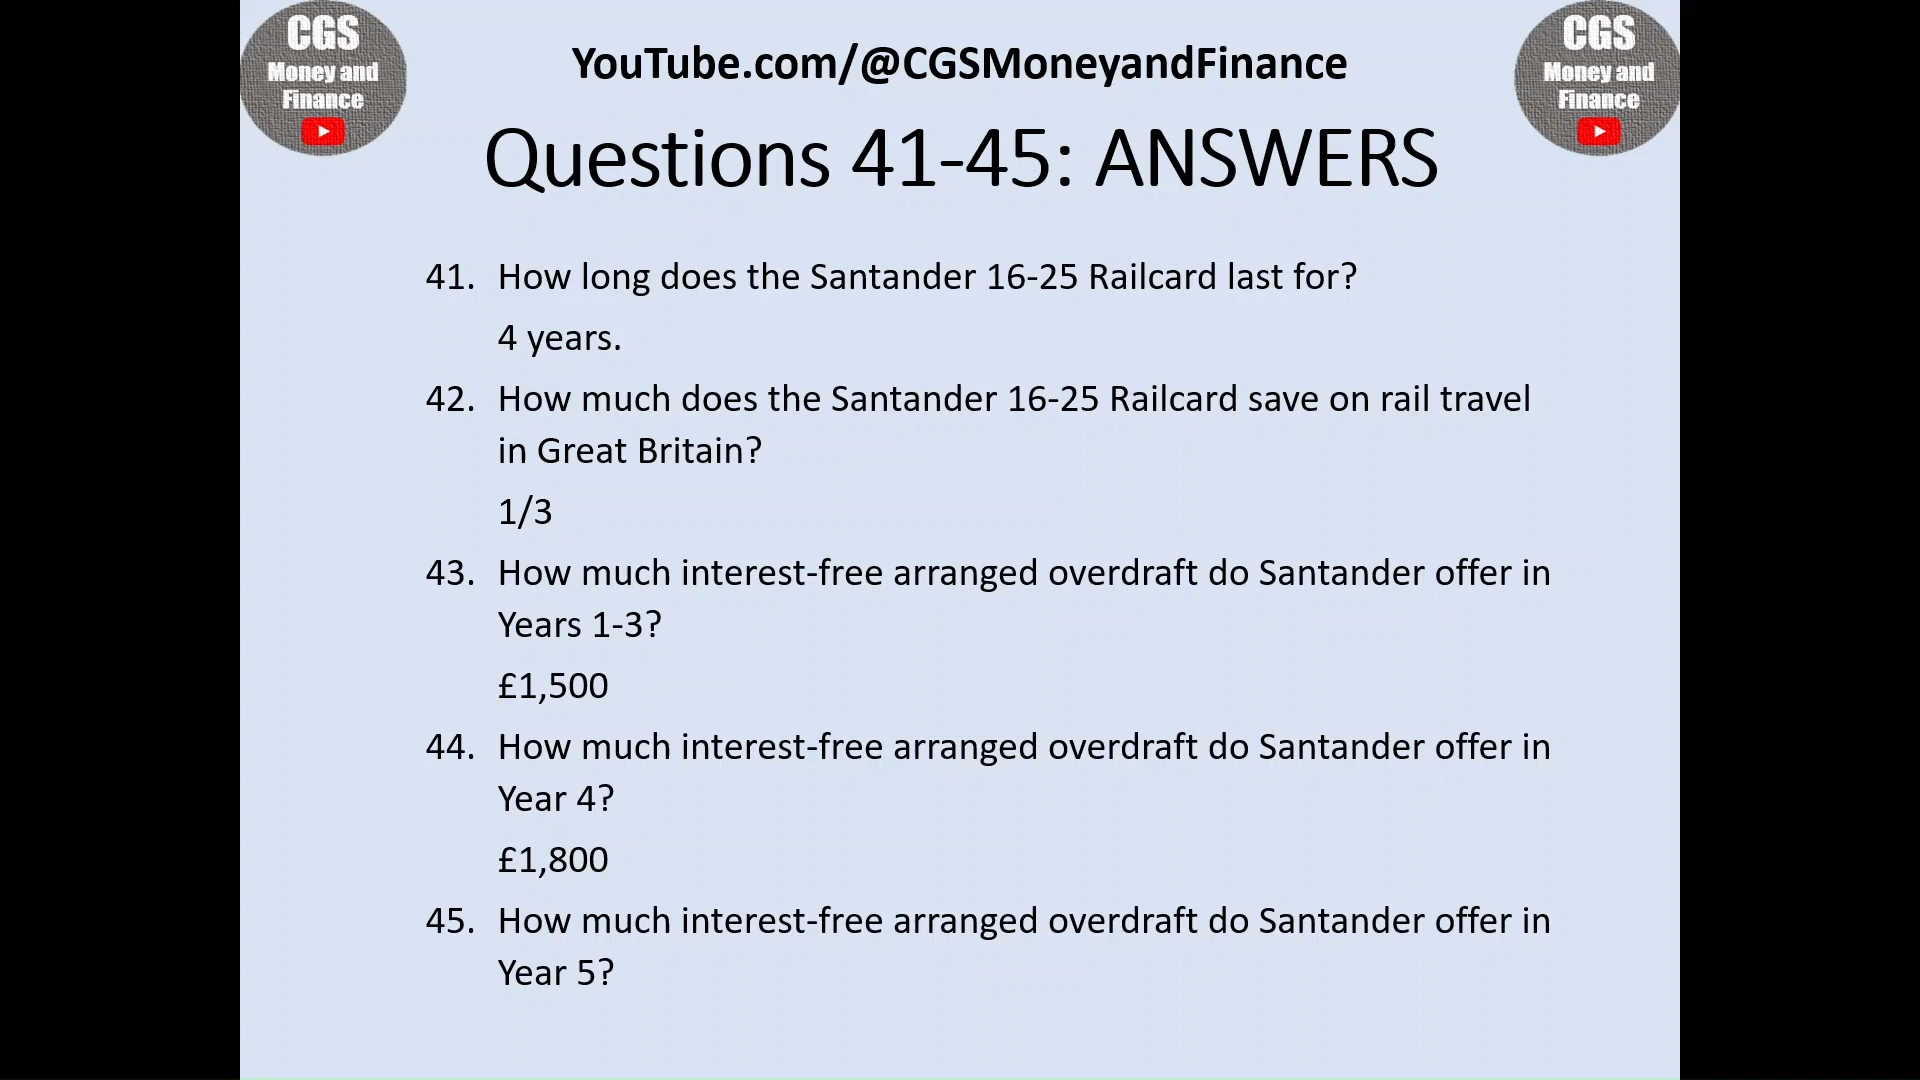 CGS
Money and
Finance
YouTube.com/@CGSMoneyandFinance
CGS
Money and
Finance
Questions 41-45: ANSWERS
41. How long does the Santander 16-25 Railcard last for?
4 years.
42. How much does the Santander 16-25 Railcard save on rail travel
in Great Britain?
1/3
43. How much interest-free arranged overdraft do Santander offer in
Years 1-3?
£1,500
44. How much interest-free arranged overdraft do Santander offer in
Year 4?
£1,800
45. How much interest-free arranged overdraft do Santander offer in
Year 5?